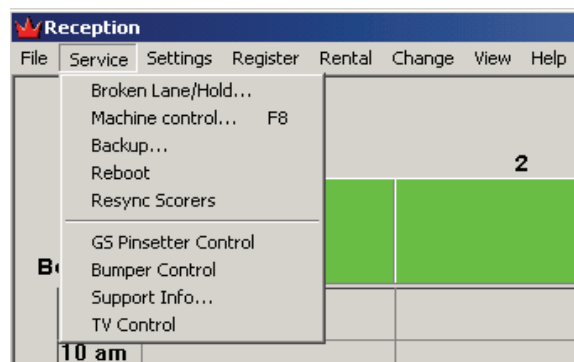 Reception
File Service Settings Register Rental Change View Help
Broken Lane/Hold...
Machine control... F8
Backup...
Reboot
2
Resync Scorers
GS Pinsetter Control
Bumper Control
Support Info...
TV Control
10 am